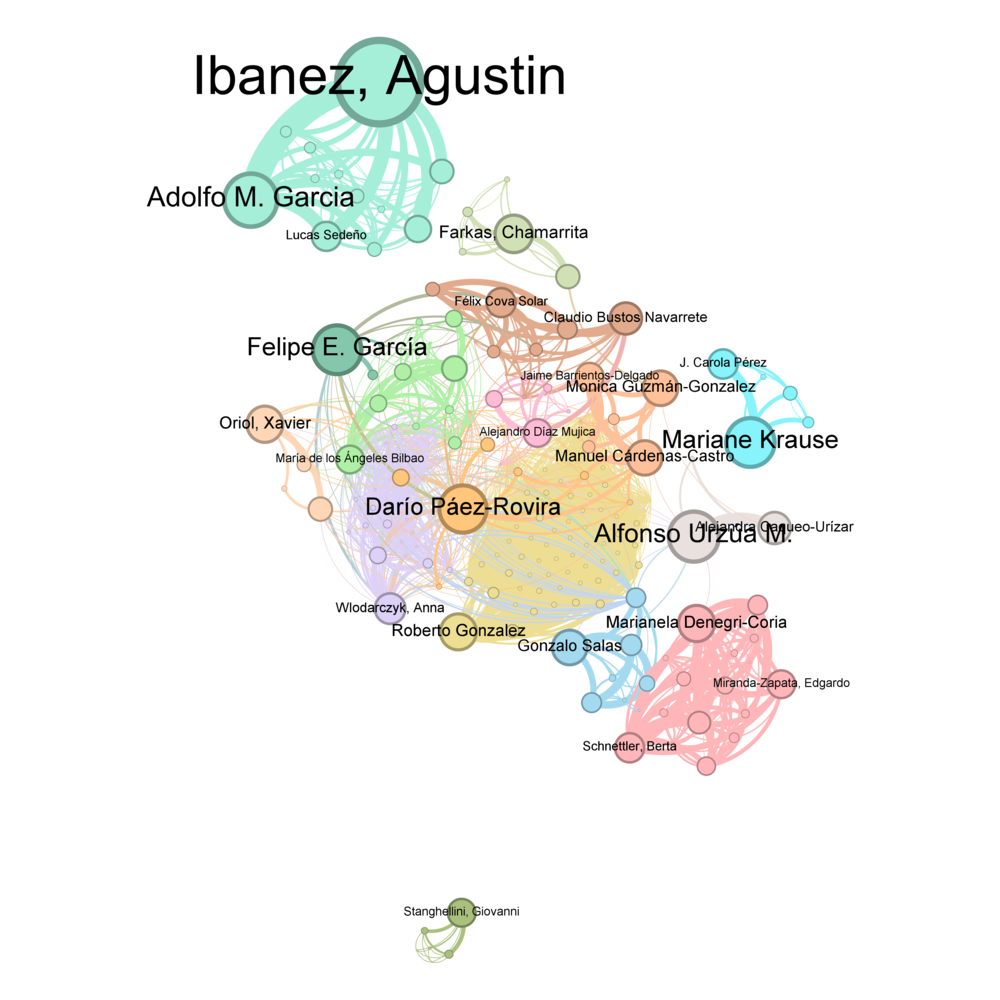 Ibanez, Agustin
Adolfo M. Garcia
Lucas Sedeño
Farkas, Chamarrita
Félix Cova Solar
Claudio Bustos Navarrete
Felipe E. García
J. Carola Pérez
Jaime Barrientos-Delgado
Monica Guzmán-Gonzalez
Oriol, Xavier
Alejandro Díaz Mujica
Mariane Krause
María de los Ángeles Bilbao
Manuel Cárdenas-Castro
Darío Páez-Rovira
Alejandra Caqueo-Urízar
Alfonso Urzúa M.
Wlodarczyk, Anna
Marianela Denegri-Coria
Roberto Gonzalez
Gonzalo Salas
Miranda-Zapata, Edgardo
Schnettler, Berta
Stanghellini, Giovanni